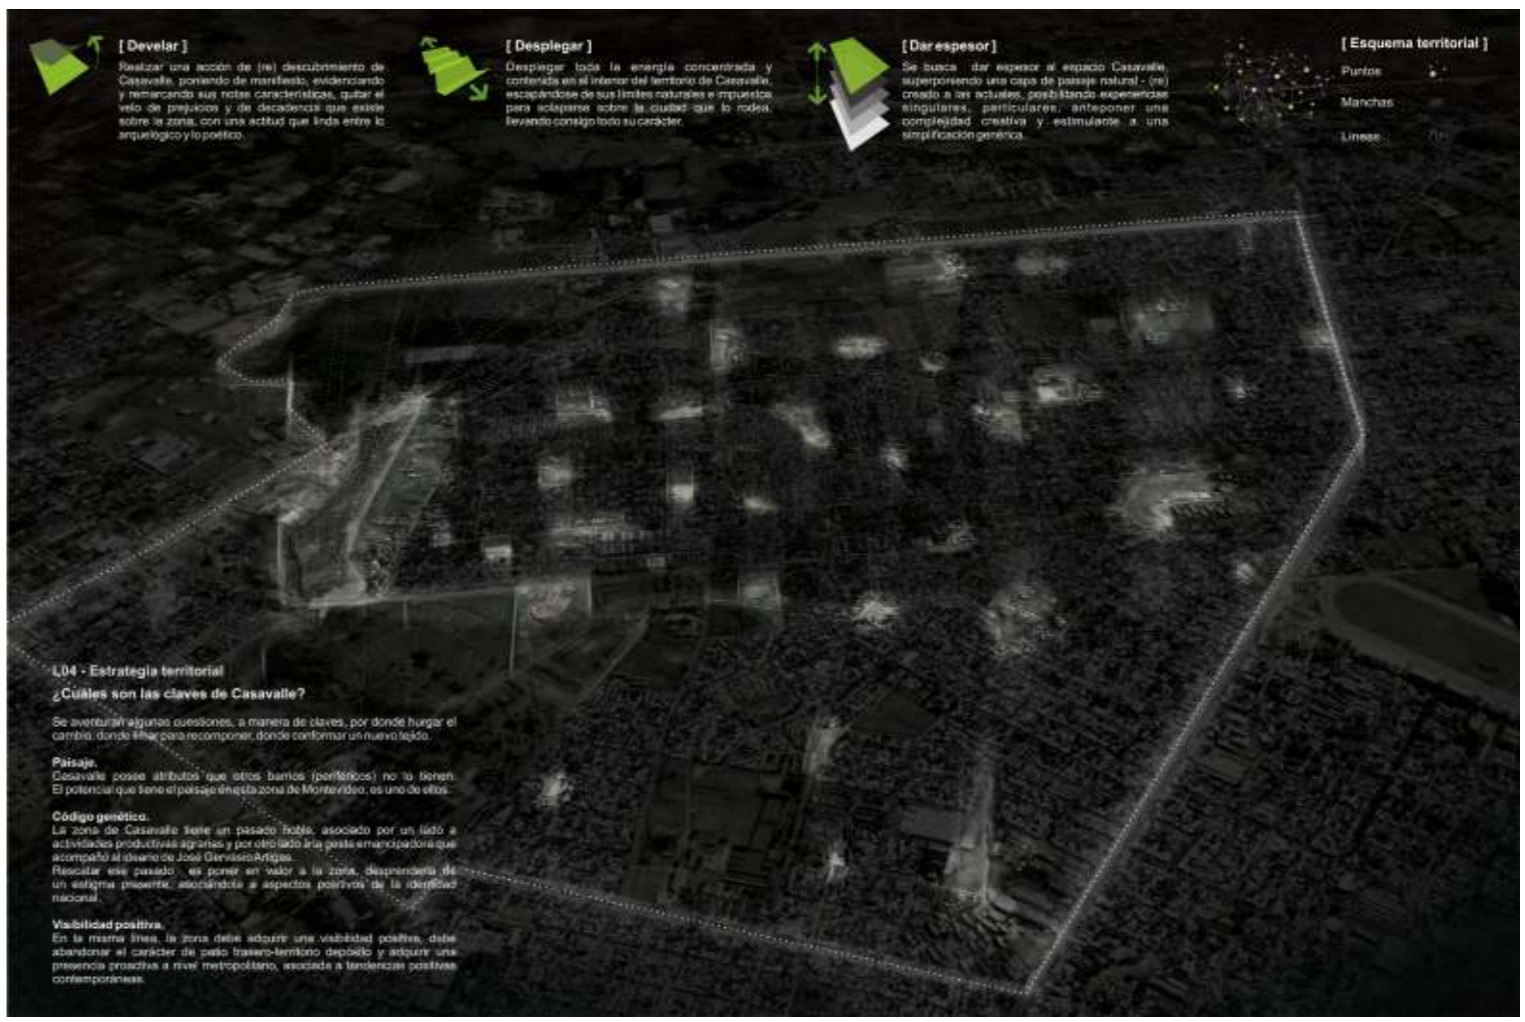 [ Develar ]
Realizar una acción de (re) descubrimiento de
Casavalle, poniendo de manifiesto, evidenciando
y remarcando sus notas características, quitar el
velo de prejuicios y de decadencia que existe
sobre la zona, con una actitud que linda entre lo
arquelógico y lo poético.
[ Desplegar ]
Desplegar toda la energía concentrada y
contenida en el interior del territorio de Casavalle,
escapándose de sus límites naturales e impuestos
para solaparse sobre la ciudad que lo rodea,
llevando consigo todo su carácter.
[ Dar espesor ]
Se busca dar espesor al espacio Casavalle,
superponiendo una capa de paisaje natural - (re)
creado a las actuales, posibilitando experiencias
singulares, particulares, anteponer una
complejidad creativa y estimulante a una
simplificación genérica.
[ Esquema territorial ]
Puntos
Manchas
Líneas
L04 - Estrategia territorial
¿Cuáles son las claves de Casavalle?
Se aventuran algunas cuestiones, a manera de claves, por donde hurgar el
cambio, donde para recomponer, donde conformar un nuevo tejido.
Paisaje.
Casavalle posee atributos que otros barrios (periféricos) no lo tienen.
El potencial que tiene el paisaje en esta zona de Montevideo, es uno de ellos.
Código genético.
La zona de Casavalle tiene un pasado noble, asociado por un lado a
actividades productivas agrarias y por otro lado a la gesta emancipadora que
acompañó al ideario de José Gervasio Artigas.
Rescatar ese pasado es poner en valor a la zona, desprenderla de
un estigma presente, asociándola a aspectos positivos de la identidad
nacional.
Visibilidad positiva.
En la misma línea, la zona debe adquirir una visibilidad positiva, debe
abandonar el carácter de patio trasero-territorio depósito y adquirir una
presencia proactiva a nivel metropolitano, asociada a tendencias positivas
contemporáneas.